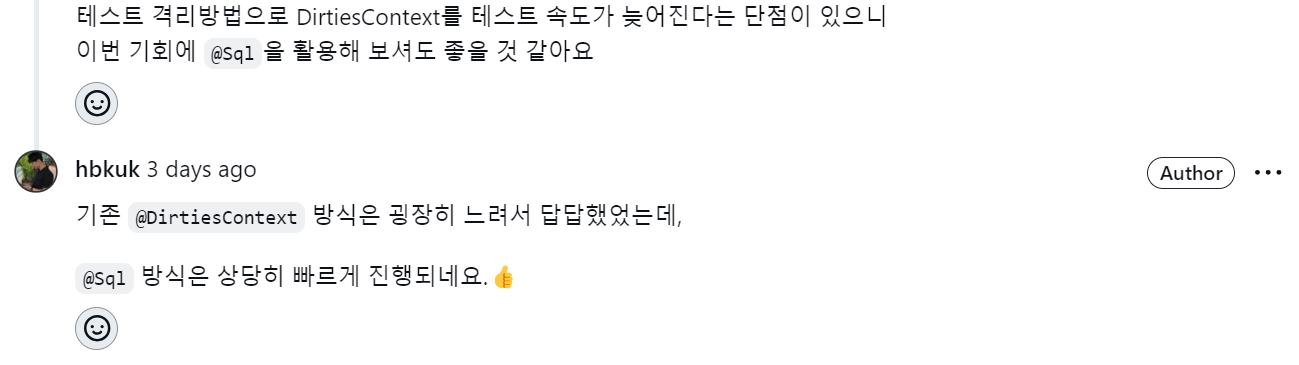 테스트 격리방법으로 DirtiesContext를 테스트 속도가 늦어진다는 단점이 있으니
이번 기회에 @Sql을 활용해 보셔도 좋을 것 같아요
hbkuk 3 days ago
Author
기존 @DirtiesContext 방식은 굉장히 느려서 답답했었는데,
@Sql 방식은 상당히 빠르게 진행되네요.👍